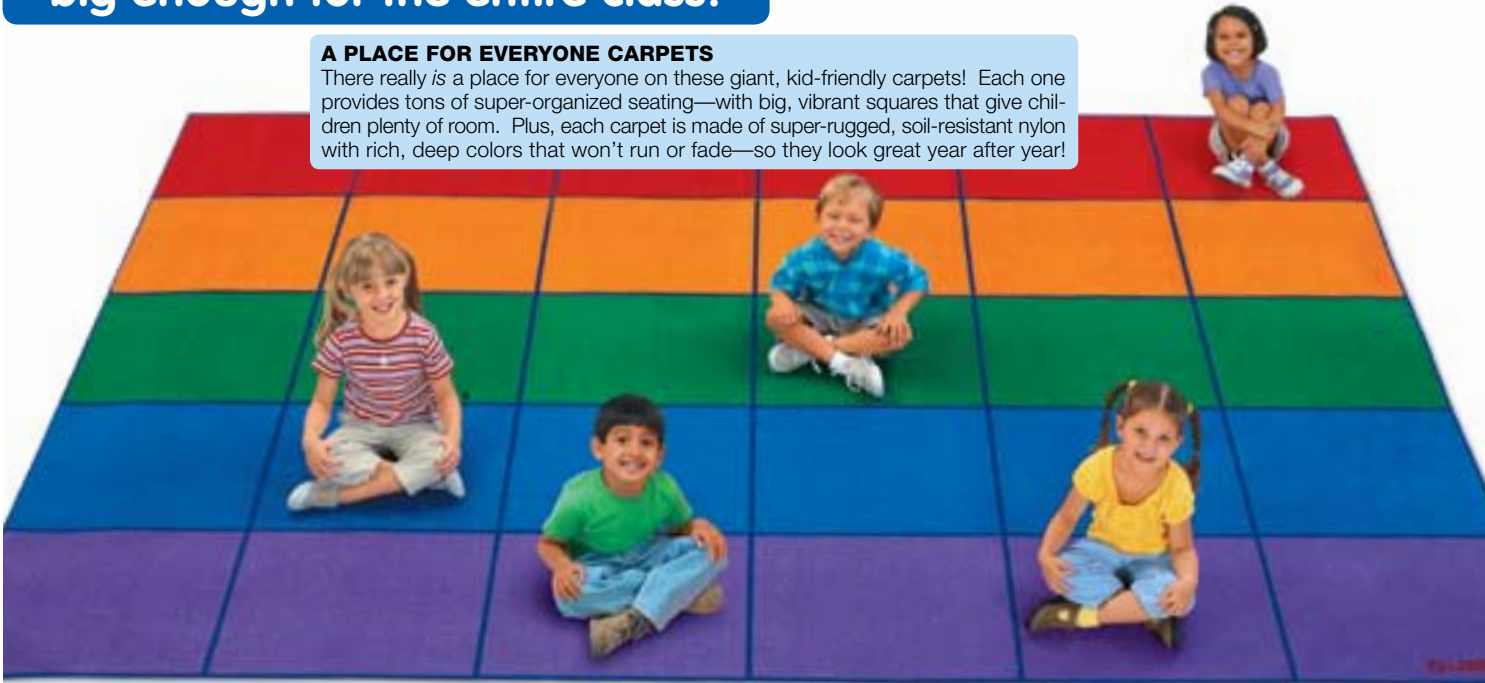 big enough for the entire class!
A PLACE FOR EVERYONE CARPETS
There really is a place for everyone on these giant, kid-friendly carpets! Each one
provides tons of super-organized seating—with big, vibrant squares that give chil-
dren plenty of room. Plus, each carpet is made of super-rugged, soil-resistant nylon
with rich, deep colors that won't run or fade—so they look great year after year!